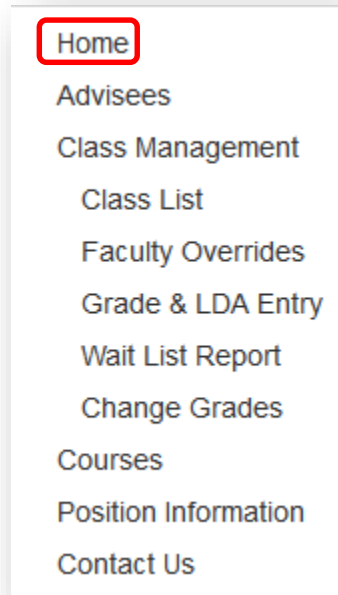 Home
Advisees
Class Management
Class List
Faculty Overrides
Grade & LDA Entry
Wait List Report
Change Grades
Courses
Position Information
Contact Us